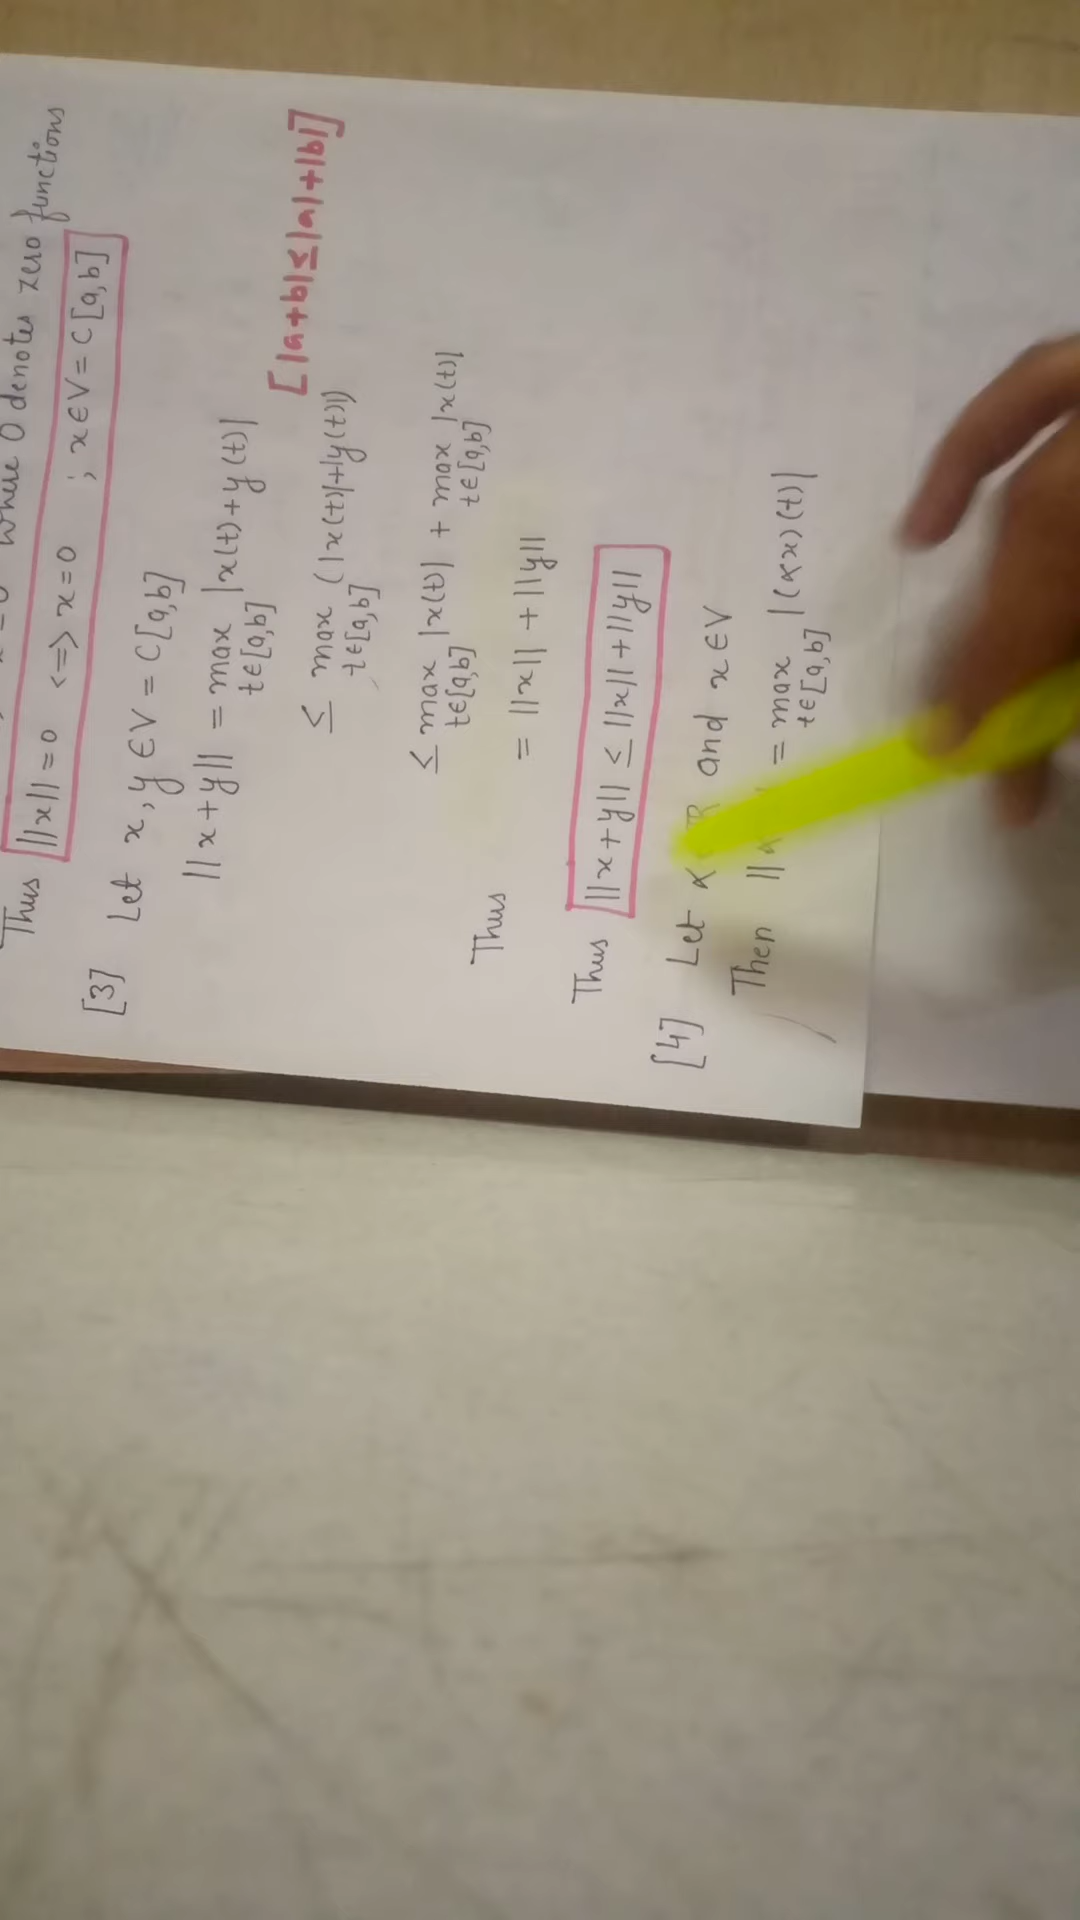 where 0 denotes zero functions
Thus ||x|| = 0 <=> x = 0 ; x ∈ V = C [a,b]
[3] Let x, y ∈ V = C [a,b]
||x + y|| = max |x(t) + y(t)|
t∈[a,b]
≤ max (|x(t)|+|y(t)|) [|a+b|≤|a|+|b|]
t∈[a,b]
≤ max |x(t)| + max |x(t)|
t∈[a,b] t∈[a,b]
Thus = ||x|| + ||y||
Thus ||x + y|| ≤ ||x|| + ||y||
[4] Let α and x ∈ V
Then || = max |(αx)(t)|
t∈[a,b]